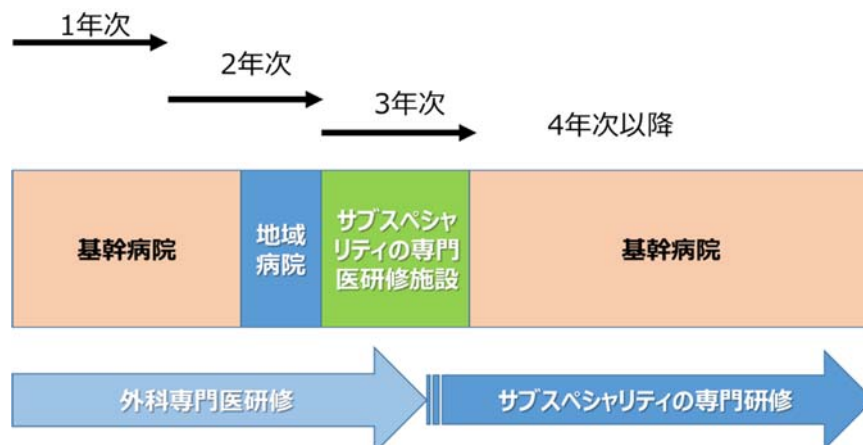 1年次
2年次
3年次
4年次以降
基幹病院
地域
病院
サブスペシャ
リティの専門
医研修施設
基幹病院
外科専門医研修
サブスペシャリティの専門研修